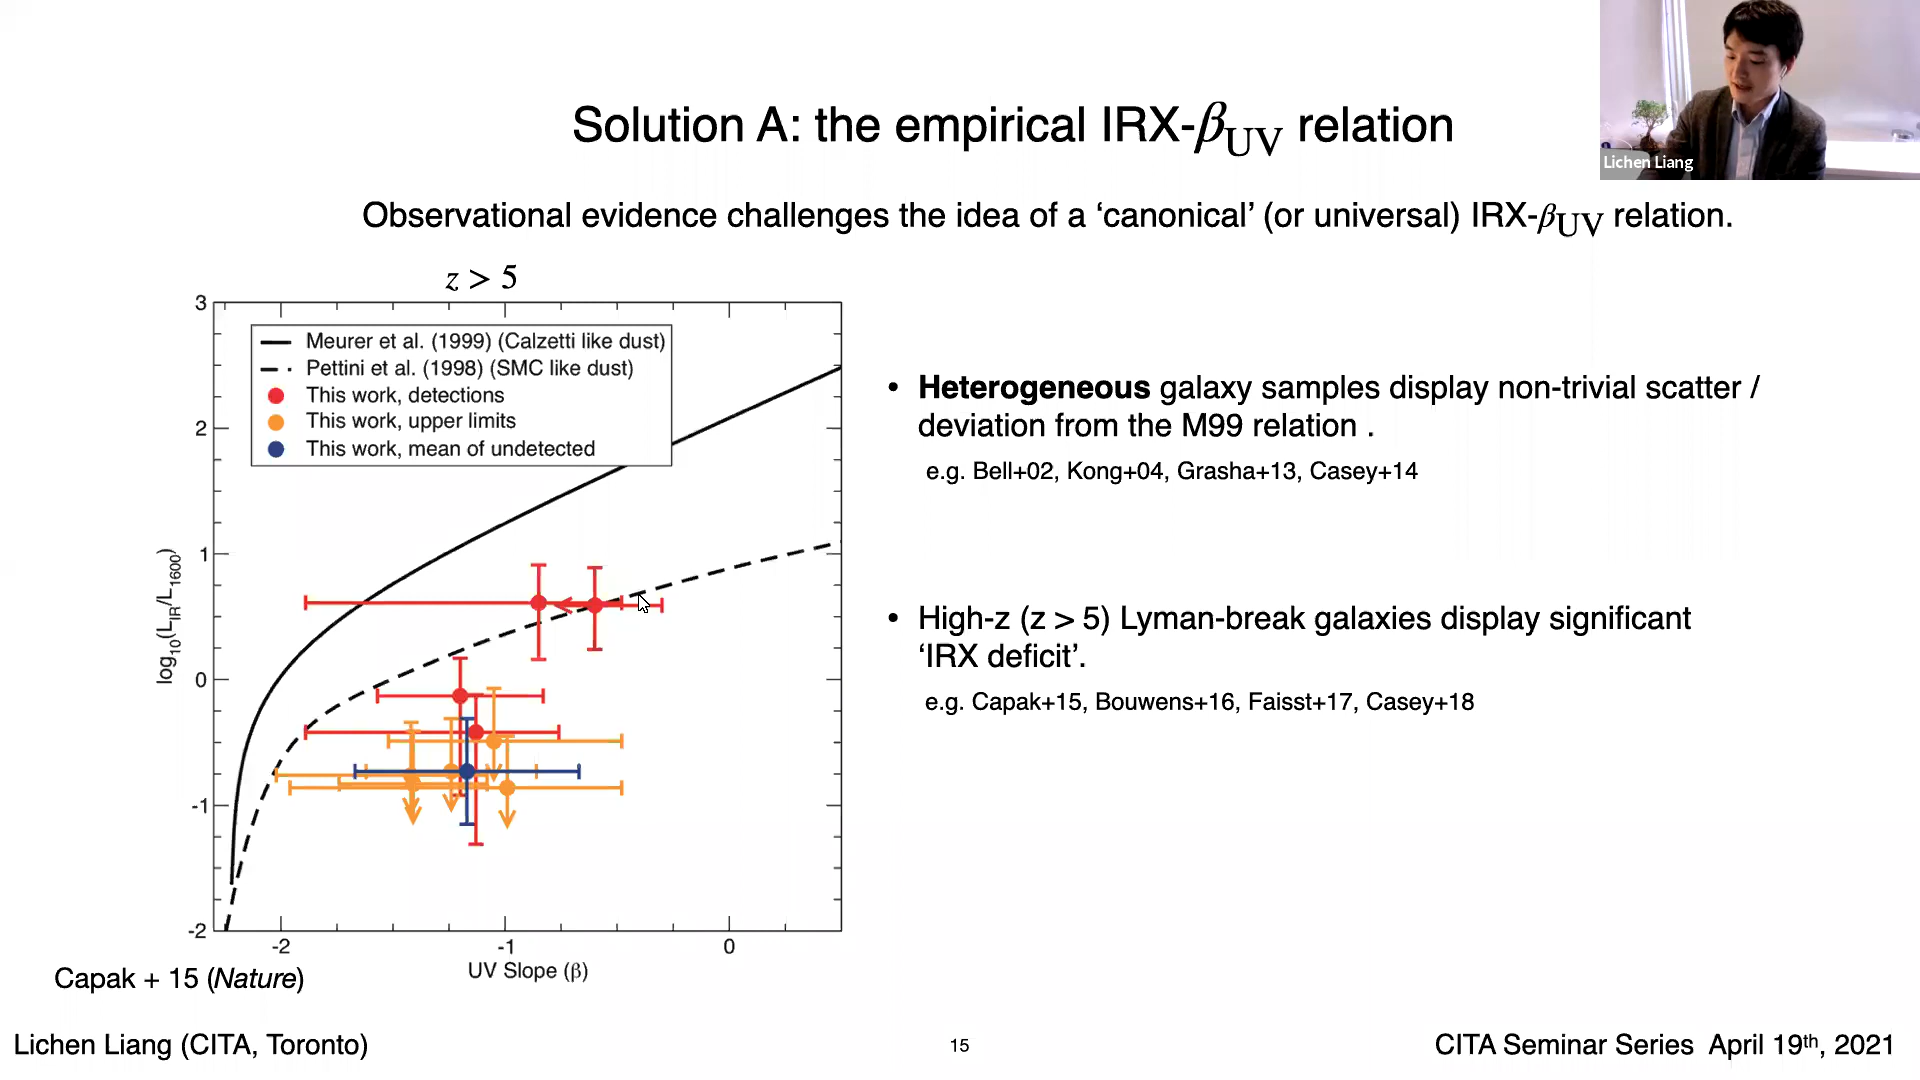 Solution A: the empirical IRX-βUV relation
Lichen Liang
Observational evidence challenges the idea of a ‘canonical’ (or universal) IRX-βUV relation.
z > 5
3
2
1
0
-1
-2
log10(LIR/L1600)
Meurer et al. (1999) (Calzetti like dust)
Pettini et al. (1998) (SMC like dust)
This work, detections
This work, upper limits
This work, mean of undetected
-2 -1 0
UV Slope (β)
Capak + 15 (Nature)
• Heterogeneous galaxy samples display non-trivial scatter /
deviation from the M99 relation .
e.g. Bell+02, Kong+04, Grasha+13, Casey+14
• High-z (z > 5) Lyman-break galaxies display significant
‘IRX deficit’.
e.g. Capak+15, Bouwens+16, Faisst+17, Casey+18
Lichen Liang (CITA, Toronto)
15
CITA Seminar Series April 19th, 2021